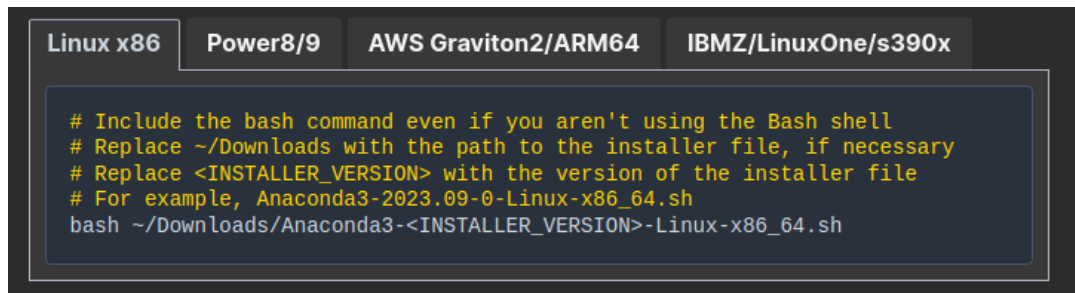 Linux x86 Power8/9 AWS Graviton2/ARM64 IBMZ/LinuxOne/s390x
# Include the bash command even if you aren't using the Bash shell
# Replace ~/Downloads with the path to the installer file, if necessary
# Replace <INSTALLER_VERSION> with the version of the installer file
# For example, Anaconda3-2023.09-0-Linux-x86_64.sh
bash ~/Downloads/Anaconda3-<INSTALLER_VERSION>-Linux-x86_64.sh